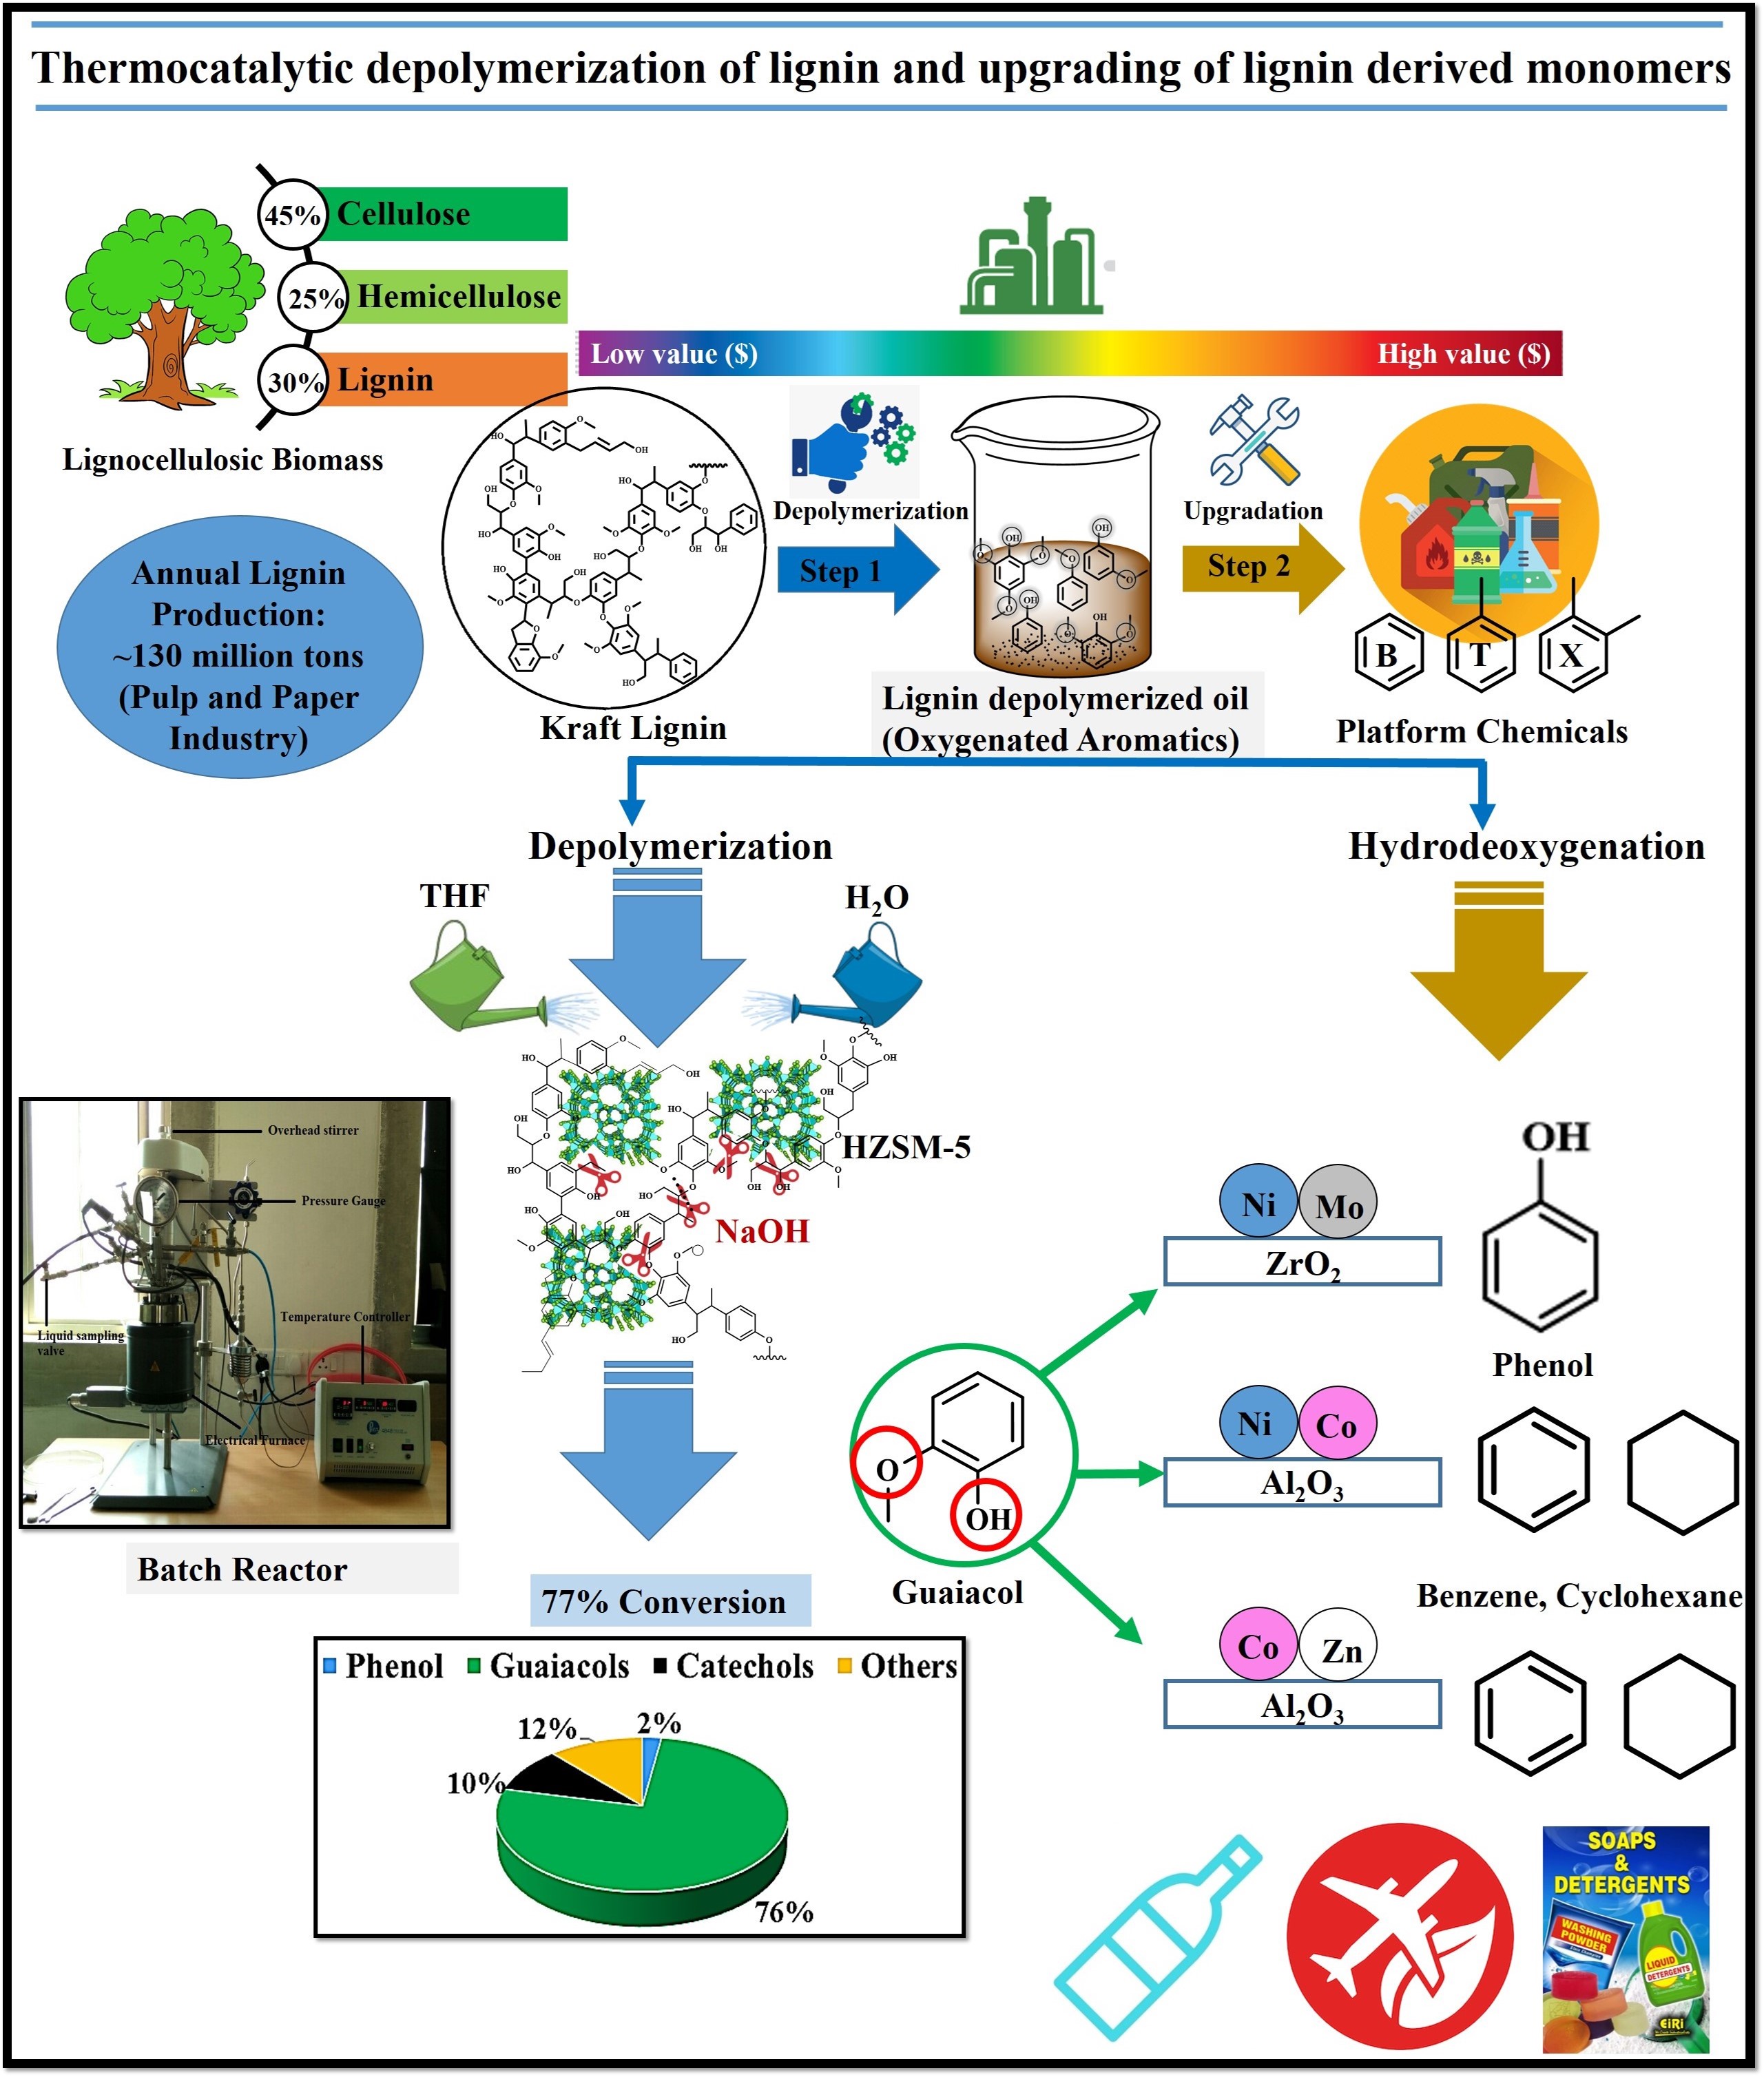 Thermocatalytic depolymerization of lignin and upgrading of lignin derived monomers
45% Cellulose
25% Hemicellulose
30% Lignin
Lignocellulosic Biomass
Low value ($)
High value ($)
Annual Lignin
Production:
~130 million tons
(Pulp and Paper
Industry)
Kraft Lignin
Depolymerization
Step 1
Upgradation
Step 2
Lignin depolymerized oil
(Oxygenated Aromatics)
B
T
X
Platform Chemicals
Depolymerization
Hydrodeoxygenation
THF
H₂O
HZSM-5
NaOH
Overhead stirrer
Pressure Gauge
Temperature Controller
Liquid sampling
valve
Electrical Furnace
Batch Reactor
77% Conversion
Phenol
Guaiacols
Catechols
Others
12%
2%
10%
76%
O
OH
Guaiacol
Ni Mo
ZrO₂
OH
Phenol
Ni Co
Al₂O₃
Benzene, Cyclohexane
Co Zn
Al₂O₃
SOAPS
&
DETERGENTS
WASHING
POWDER
LIQUID
DETERGENTS
EiRi